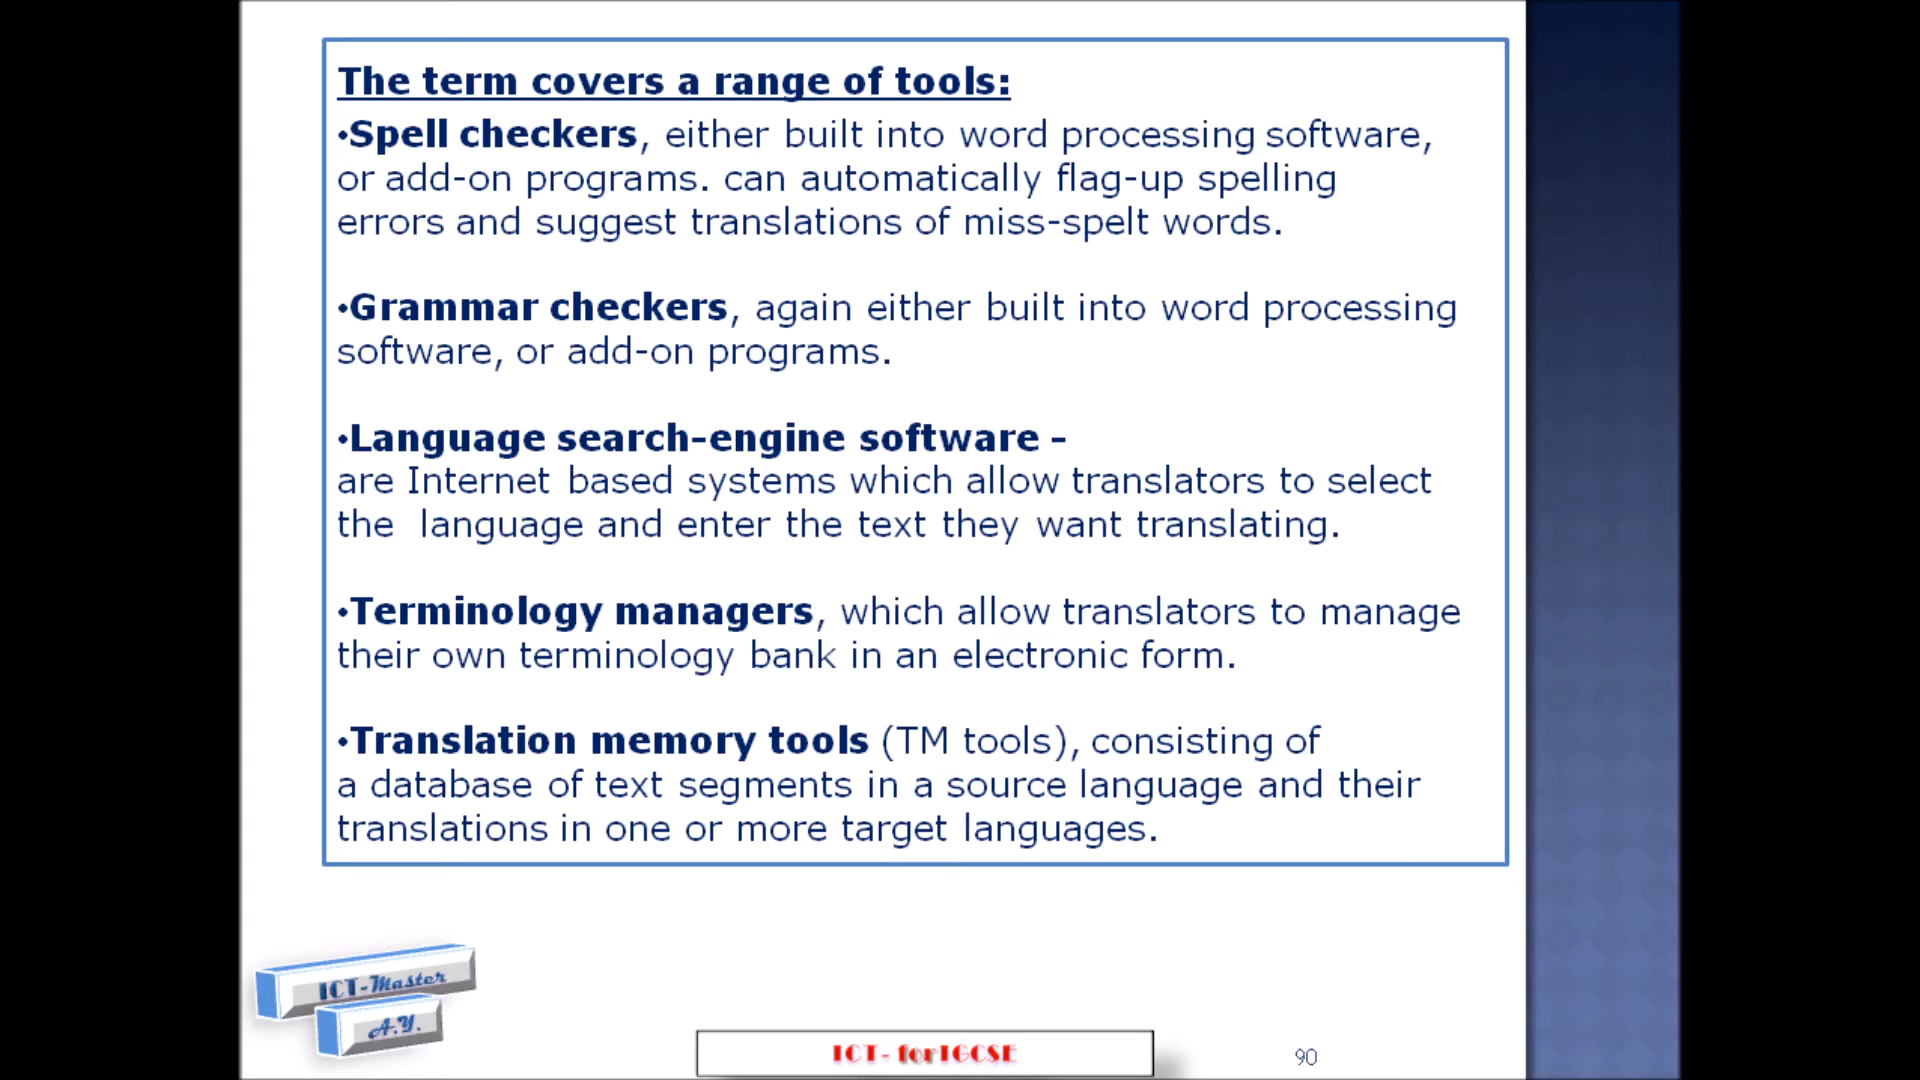 The term covers a range of tools:
•Spell checkers, either built into word processing software,
or add-on programs. can automatically flag-up spelling
errors and suggest translations of miss-spelt words.
•Grammar checkers, again either built into word processing
software, or add-on programs.
•Language search-engine software -
are Internet based systems which allow translators to select
the language and enter the text they want translating.
•Terminology managers, which allow translators to manage
their own terminology bank in an electronic form.
•Translation memory tools (TM tools), consisting of
a database of text segments in a source language and their
translations in one or more target languages.
ICT-Master
A.Y.
ICT- for IGCSE
90